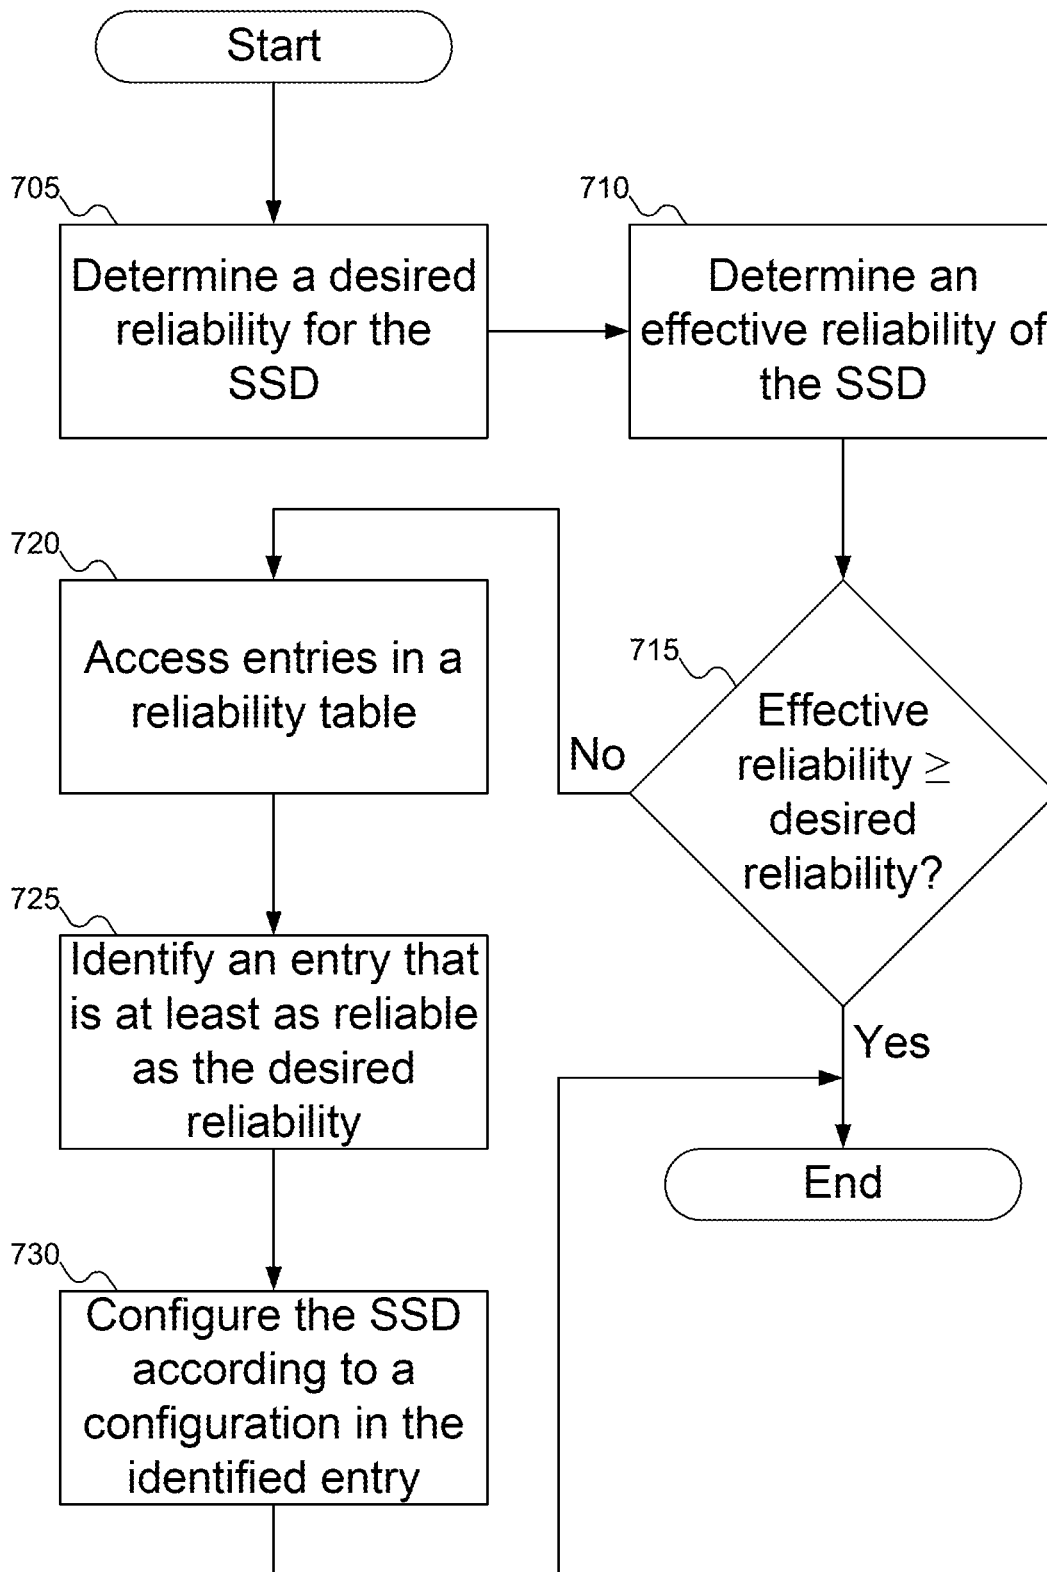 Start
705
Determine a desired
reliability for the
SSD
710
Determine an
effective reliability of
the SSD
715
Effective
reliability ≥
desired
reliability?
No
Yes
720
Access entries in a
reliability table
725
Identify an entry that
is at least as reliable
as the desired
reliability
730
Configure the SSD
according to a
configuration in the
identified entry
End